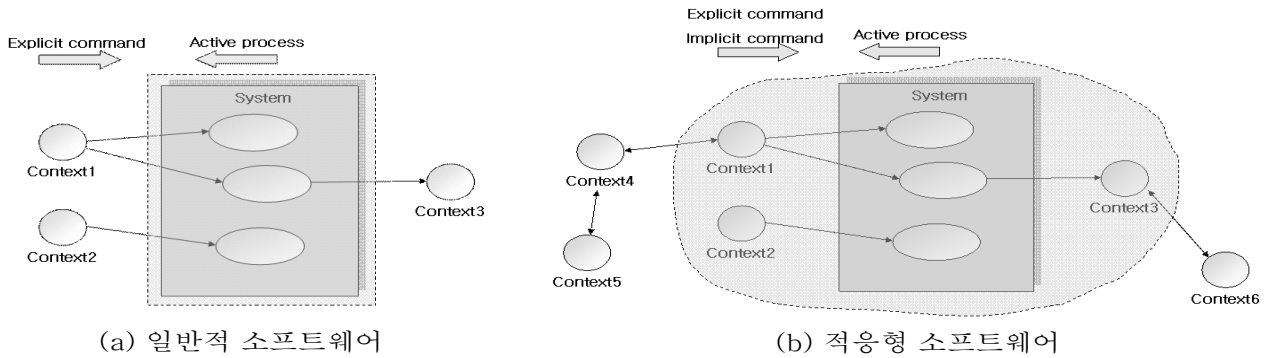 Explicit command
Active process
System
Context1
Context2
Context3
(a) 일반적 소프트웨어
Explicit command
Implicit command
Active process
System
Context4
Context1
Context5
Context2
Context3
Context6
(b) 적응형 소프트웨어